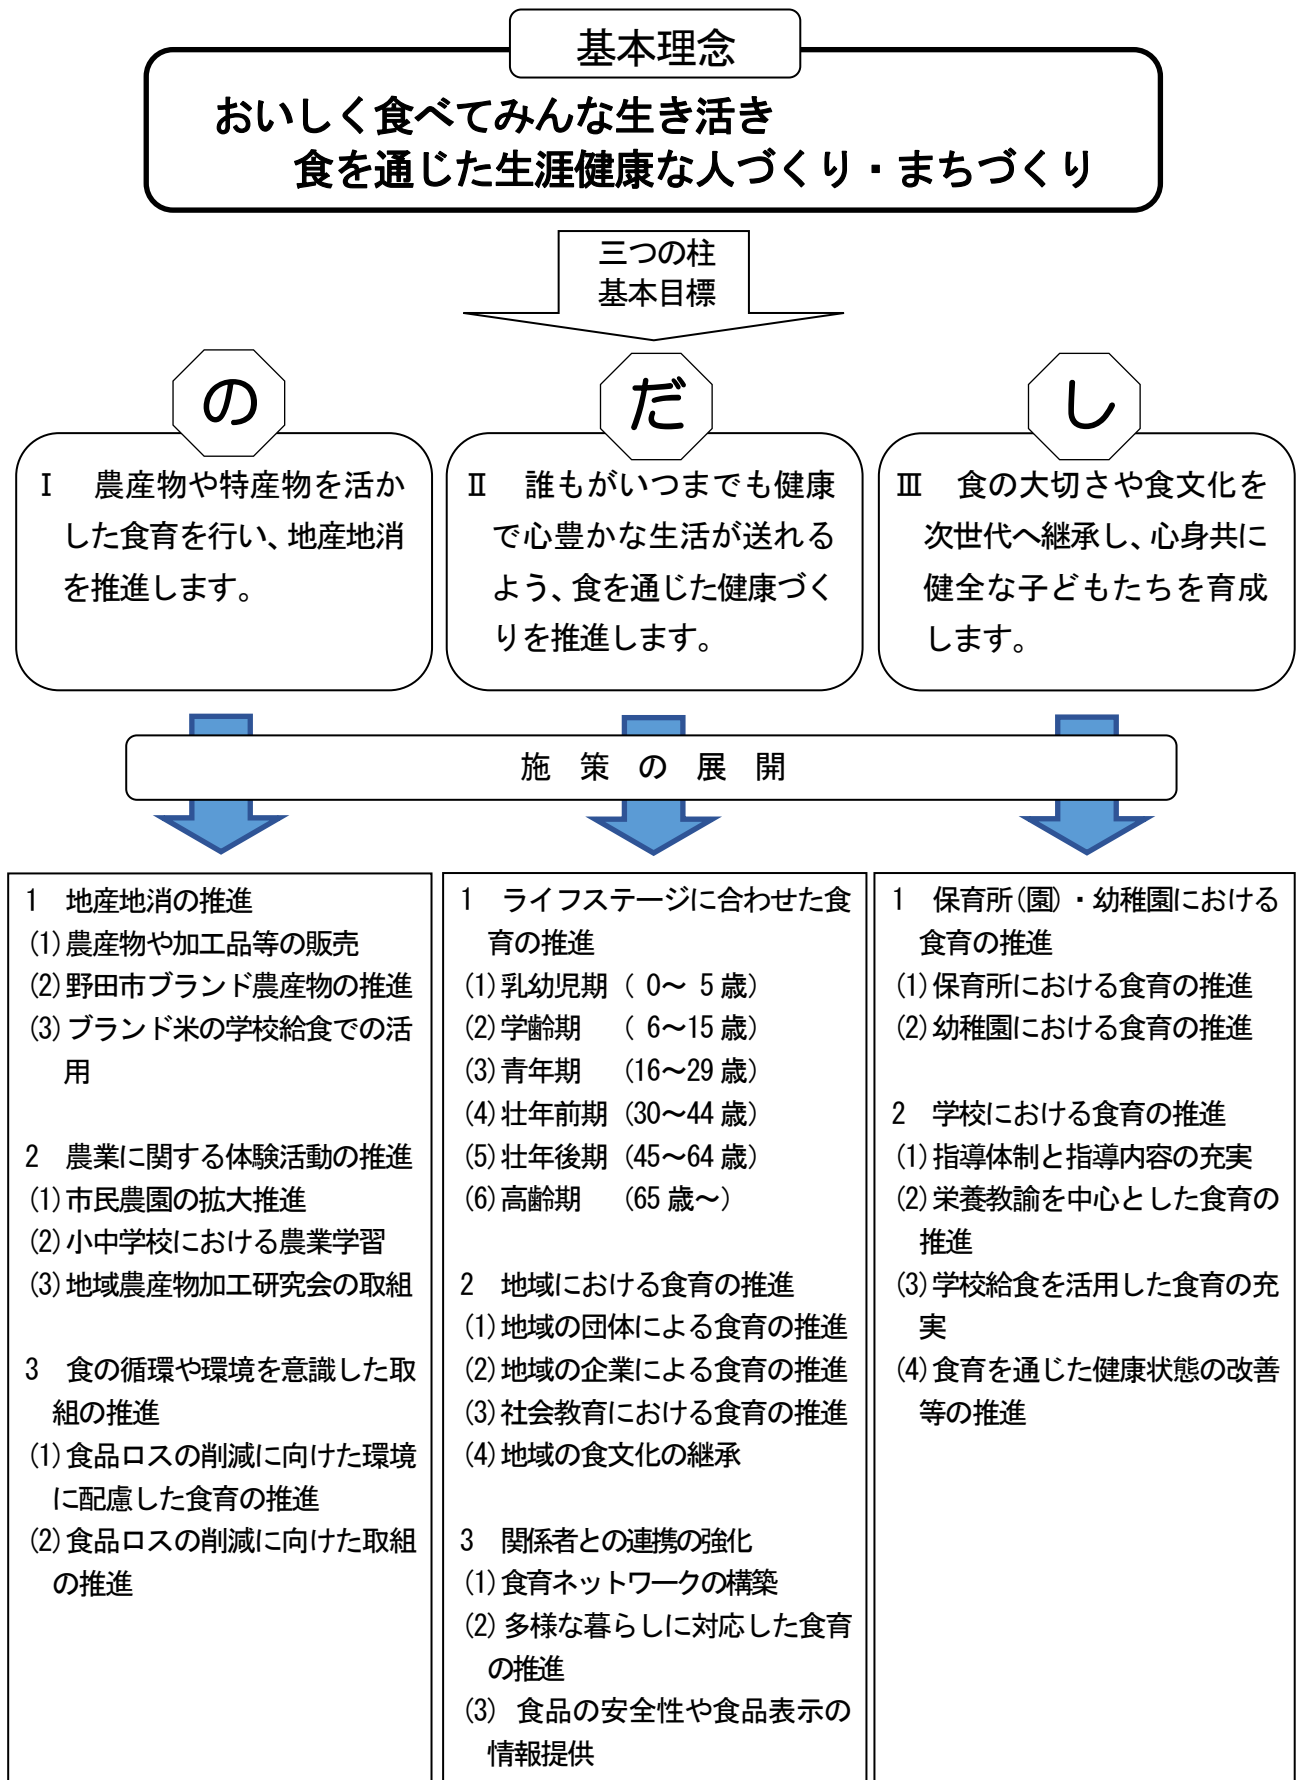 基本理念
おいしく食べてみんな生き活き
食を通じた生涯健康な人づくり・まちづくり
三つの柱
基本目標
の
Ⅰ 農産物や特産物を活か
した食育を行い、地産地消
を推進します。
だ
Ⅱ 誰もがいつまでも健康
で心豊かな生活が送れる
よう、食を通じた健康づく
りを推進します。
し
Ⅲ 食の大切さや食文化を
次世代へ継承し、心身共に
健全な子どもたちを育成
します。
施策の展開
1 地産地消の推進
(1)農産物や加工品等の販売
(2)野田市ブランド農産物の推進
(3)ブランド米の学校給食での活
用
2 農業に関する体験活動の推進
(1)市民農園の拡大推進
(2)小中学校における農業学習
(3)地域農産物加工研究会の取組
3 食の循環や環境を意識した取
組の推進
(1)食品ロスの削減に向けた環境
に配慮した食育の推進
(2)食品ロスの削減に向けた取組
の推進
1 ライフステージに合わせた食
育の推進
(1)乳幼児期 ( 0～ 5歳)
(2)学齢期 ( 6～15歳)
(3)青年期 (16～29歳)
(4)壮年前期 (30～44歳)
(5)壮年後期 (45～64歳)
(6)高齢期 (65歳～)
2 地域における食育の推進
(1)地域の団体による食育の推進
(2)地域の企業による食育の推進
(3)社会教育における食育の推進
(4)地域の食文化の継承
3 関係者との連携の強化
(1)食育ネットワークの構築
(2)多様な暮らしに対応した食育
の推進
(3) 食品の安全性や食品表示の
情報提供
1 保育所(園)・幼稚園における
食育の推進
(1)保育所における食育の推進
(2)幼稚園における食育の推進
2 学校における食育の推進
(1)指導体制と指導内容の充実
(2)栄養教諭を中心とした食育の
推進
(3)学校給食を活用した食育の充
実
(4)食育を通じた健康状態の改善
等の推進